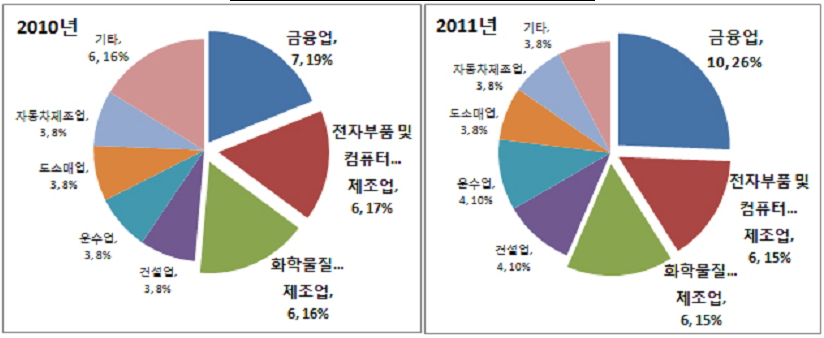 2010년
금융업,
7, 19%
전자부품 및
컴퓨터...
제조업,
6, 17%
화학물질...
제조업,
6, 16%
건설업,
3, 8%
운수업,
3, 8%
도소매업,
3, 8%
자동차제조업,
3, 8%
기타,
6, 16%
2011년
금융업,
10, 26%
전자부품 및
컴퓨터...
제조업,
6, 15%
화학물질...
제조업,
6, 15%
건설업,
4, 10%
운수업,
4, 10%
도소매업,
3, 8%
자동차제조업,
3, 8%
기타,
3, 8%